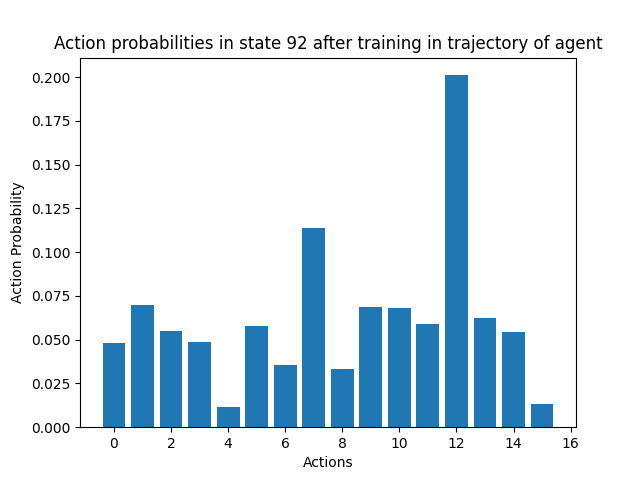 Action probabilities in state 92 after training in trajectory of agent
0.200
0.175
0.150
0.125
0.100
0.075
0.050
0.025
0.000
Action Probability
0 2 4 6 8 10 12 14 16
Actions